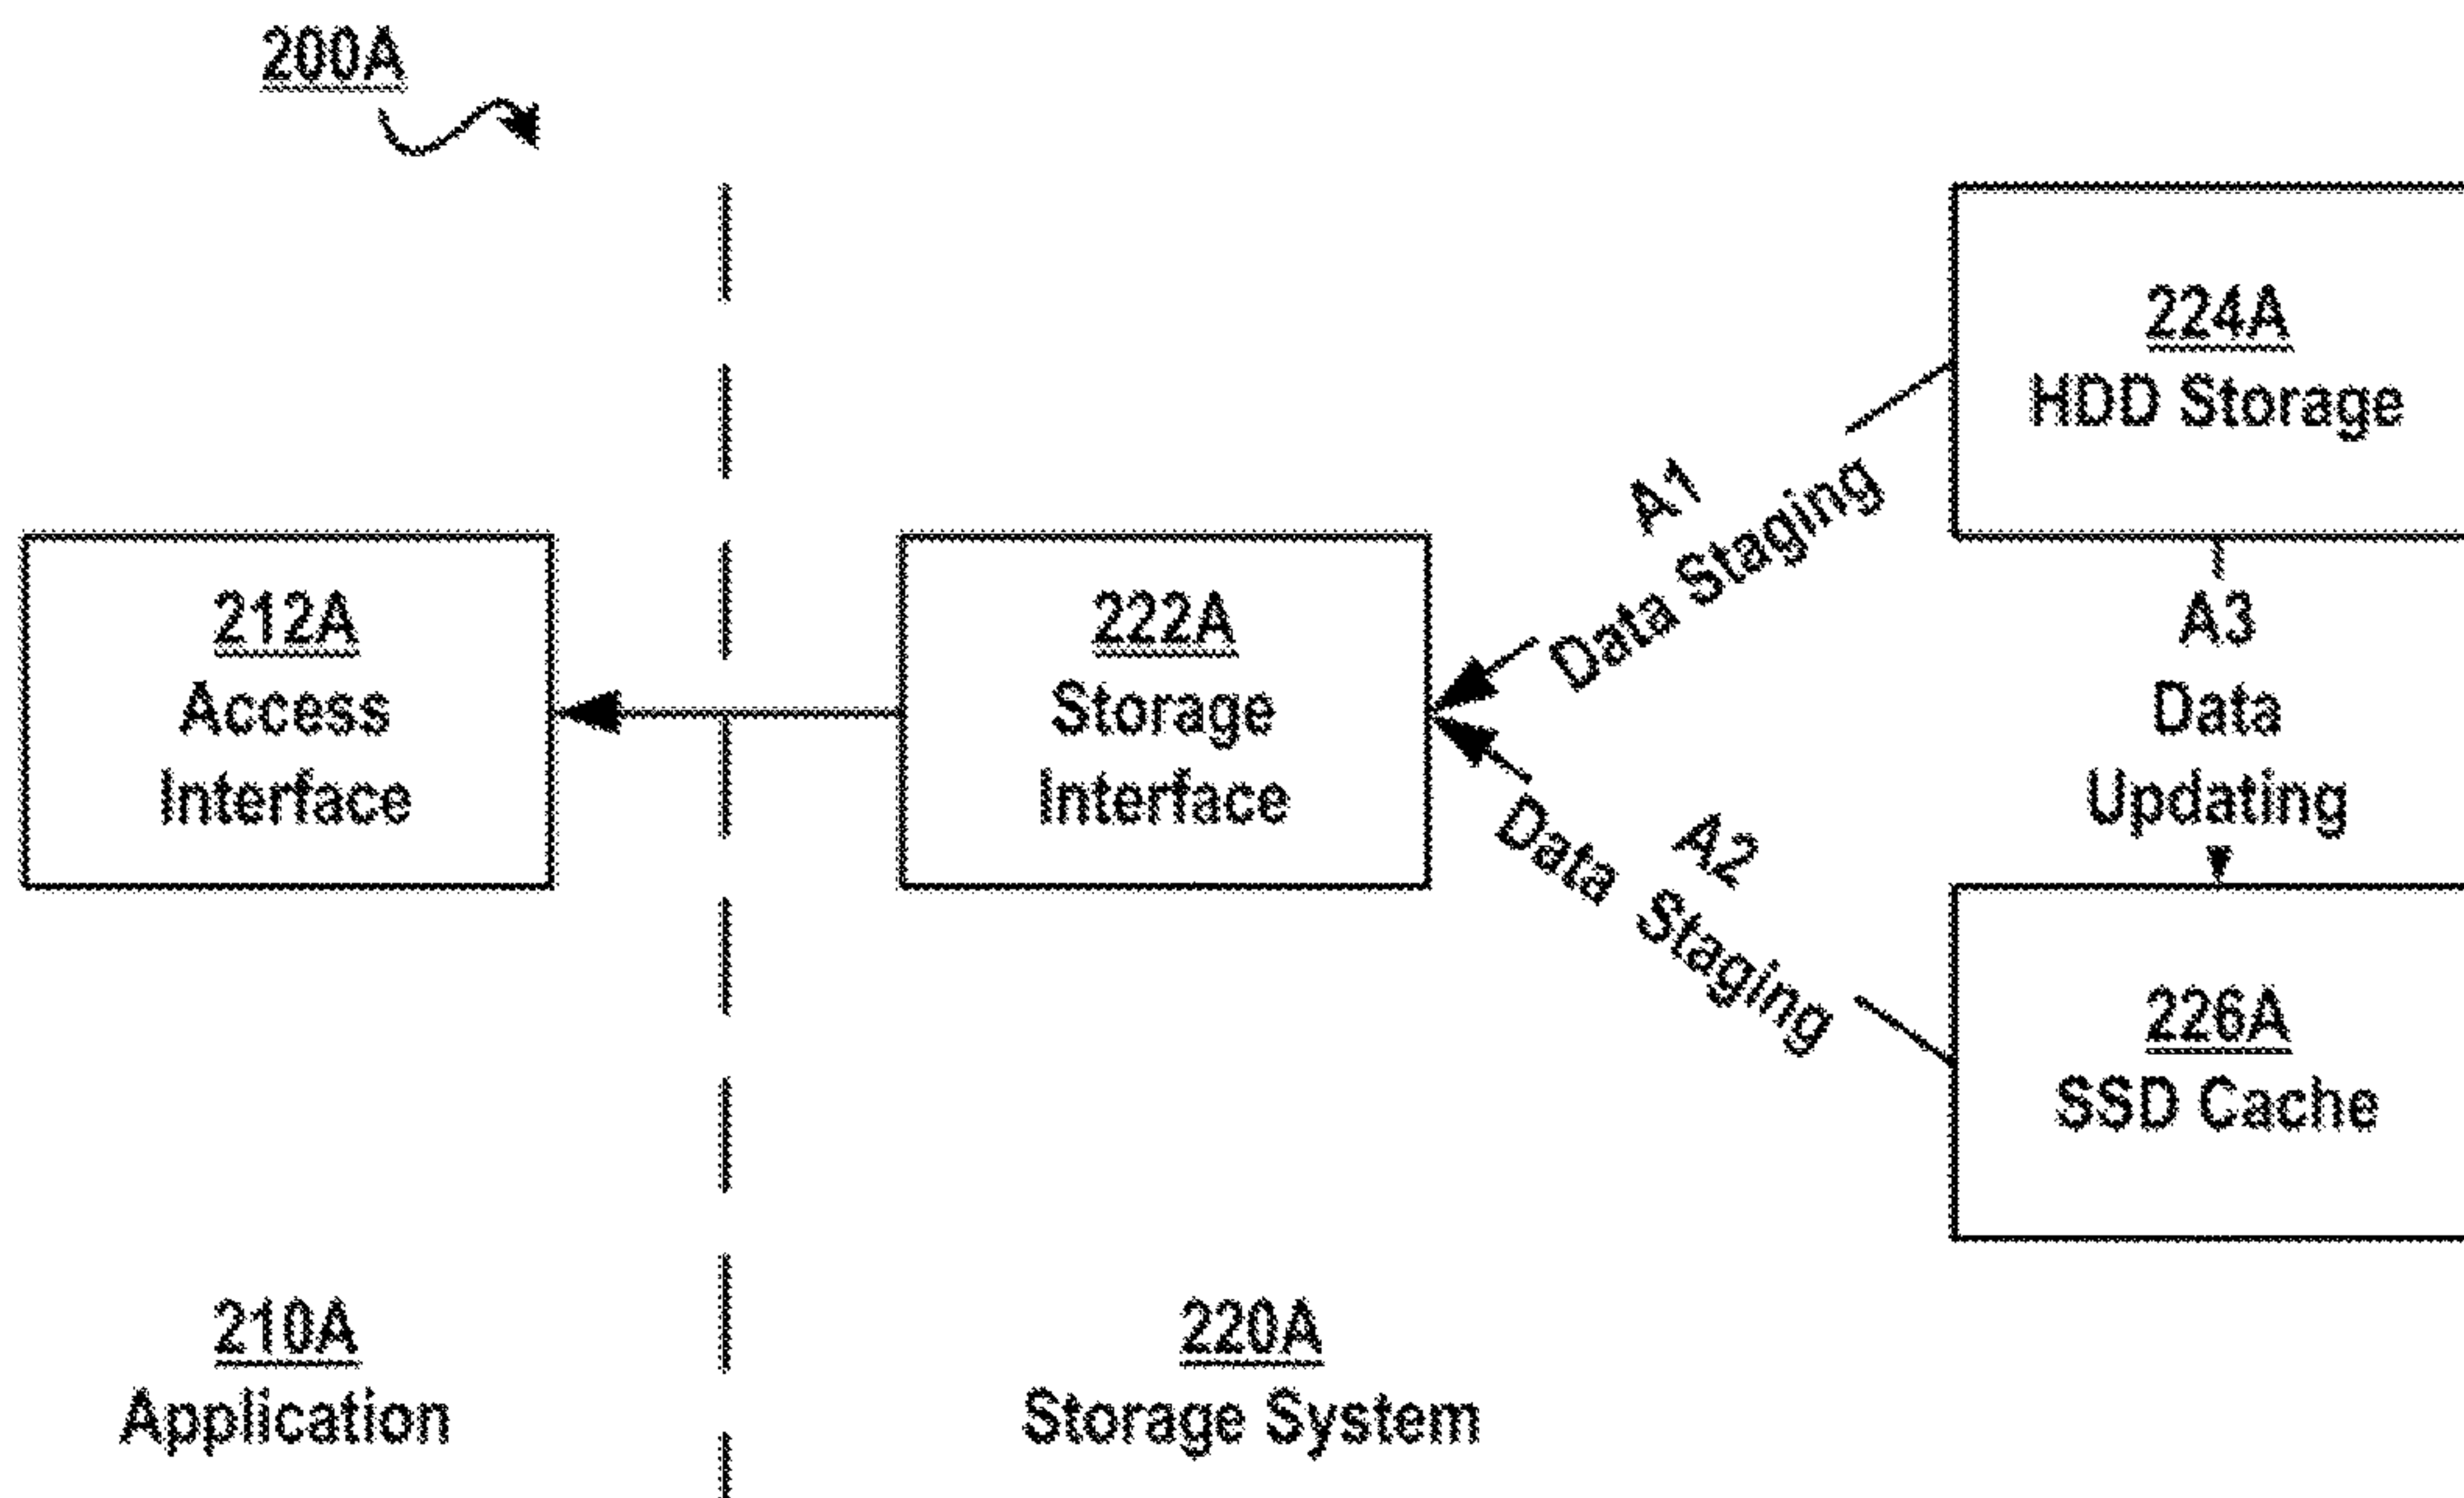 200A
224A
HDD Storage
A1
Data Staging
212A
Access
Interface
222A
Storage
Interface
A3
Data
Updating
A2
Data Staging
226A
SSD Cache
210A
Application
220A
Storage System